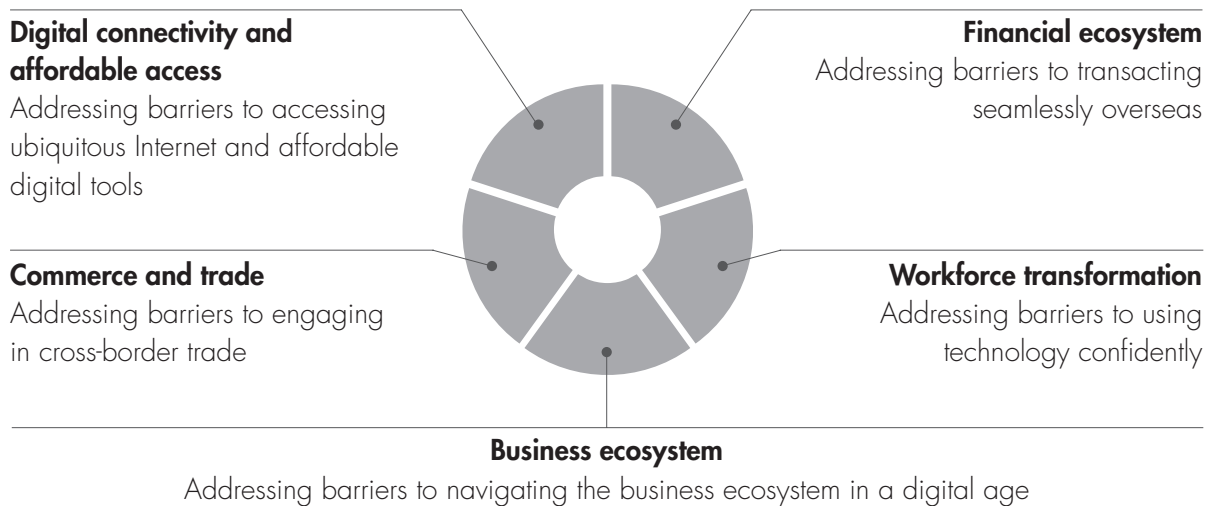 Digital connectivity and
affordable access
Addressing barriers to accessing
ubiquitous Internet and affordable
digital tools
Financial ecosystem
Addressing barriers to transacting
seamlessly overseas
Commerce and trade
Addressing barriers to engaging
in cross-border trade
Workforce transformation
Addressing barriers to using
technology confidently
Business ecosystem
Addressing barriers to navigating the business ecosystem in a digital age